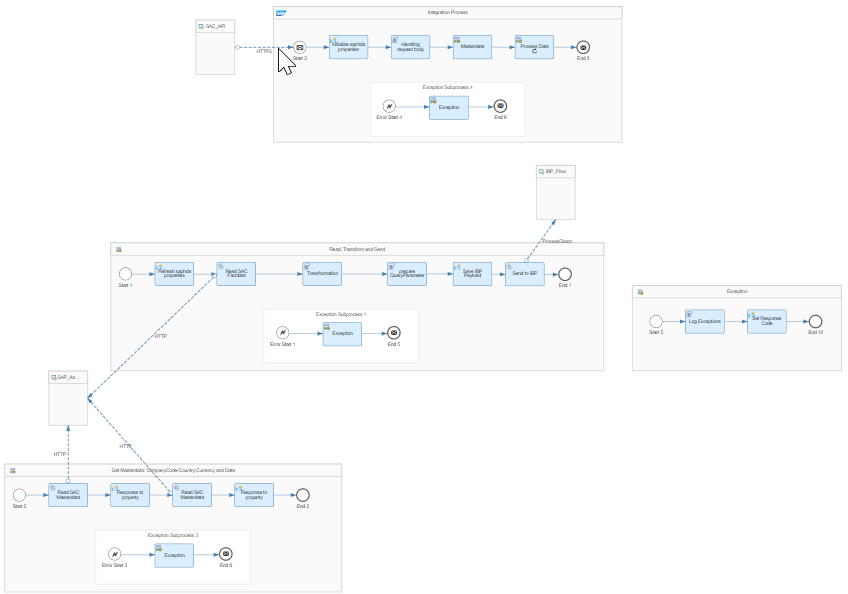 SAP
Integration Process
SAC_API
HTTPS
Start 3
Initialize saphda
properties
Handling
request body
Masterdata
Process Data
End 3
Exception Subprocess 4
Error Start 4
Exception
End 8
IBP_Flow
ProcessDirect
Read, Transform and Send
Start 1
Refresh saphda
properties
Read SAC
Factdata
Transformation
prepare
QueryParameter
Save IBP
Payload
Send to IBP
End 1
Exception Subprocess 1
Error Start 1
Exception
End 5
HTTP
Exception
Start 5
Log Exceptions
Set Response
Code
End 10
SAP_An...
HTTP
HTTP
Get Masterdata: CompanyCode-Country,Currency and Date
Start 2
Read SAC
Masterdata
Response to
property
Read SAC
Masterdata
Response to
property
End 2
Exception Subprocess 3
Error Start 3
Exception
End 6